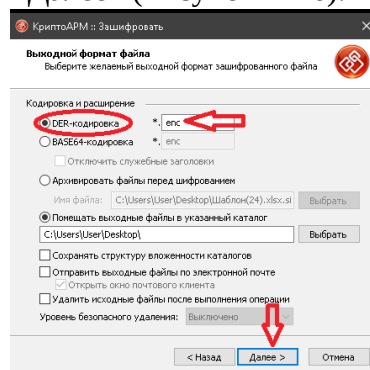 КриптоАРМ :: Зашифровать
Выходной формат файла
Выберите желаемый выходной формат зашифрованного файла
Кодировка и расширение
DER-кодировка *. enc
BASE64-кодировка *. enc
Отключить служебные заголовки
Архивировать файлы перед шифрованием
Имя файла: C:\Users\User\Desktop\Шаблон(24).xlsx.si Выбрать
Помещать выходные файлы в указанный каталог
C:\Users\User\Desktop\ Выбрать
Сохранять структуру вложенности каталогов
Отправить выходные файлы по электронной почте
Открыть окно почтового клиента
Удалить исходные файлы после выполнения операции
Уровень безопасного удаления: Выключено
< Назад Далее > Отмена